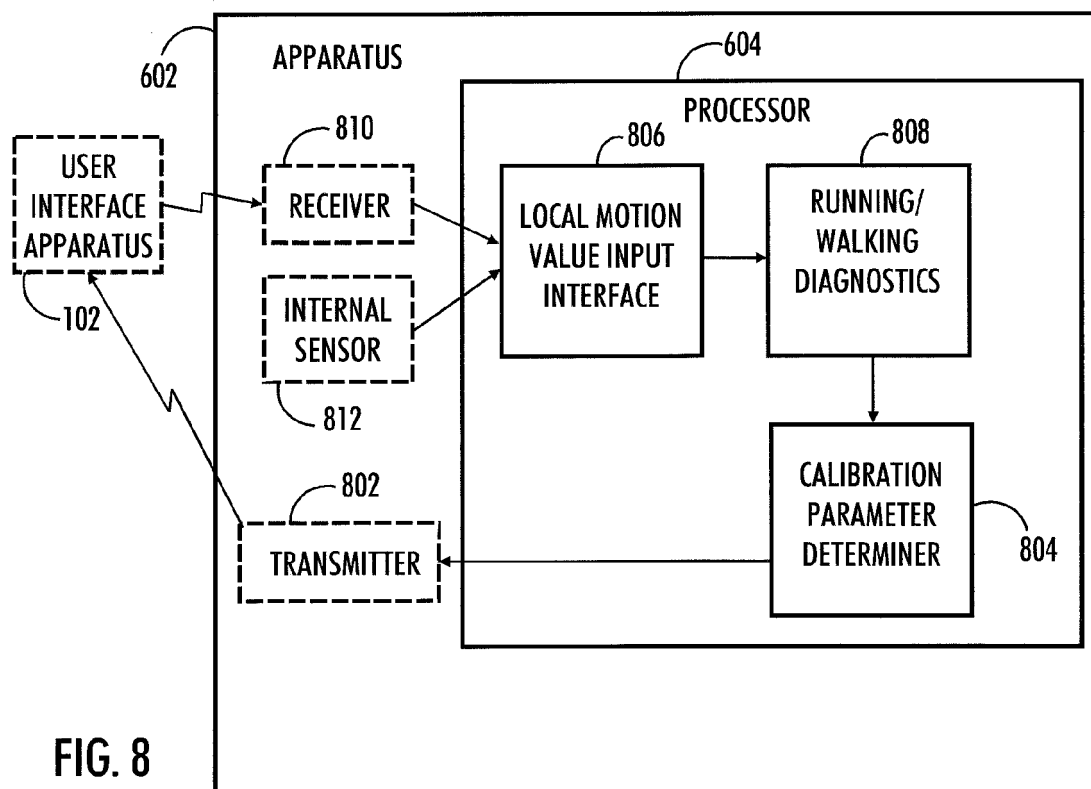 602
APPARATUS
604
PROCESSOR
USER
INTERFACE
APPARATUS
102
810
RECEIVER
INTERNAL
SENSOR
812
806
LOCAL MOTION
VALUE INPUT
INTERFACE
808
RUNNING/
WALKING
DIAGNOSTICS
802
TRANSMITTER
CALIBRATION
PARAMETER
DETERMINER
804
FIG. 8